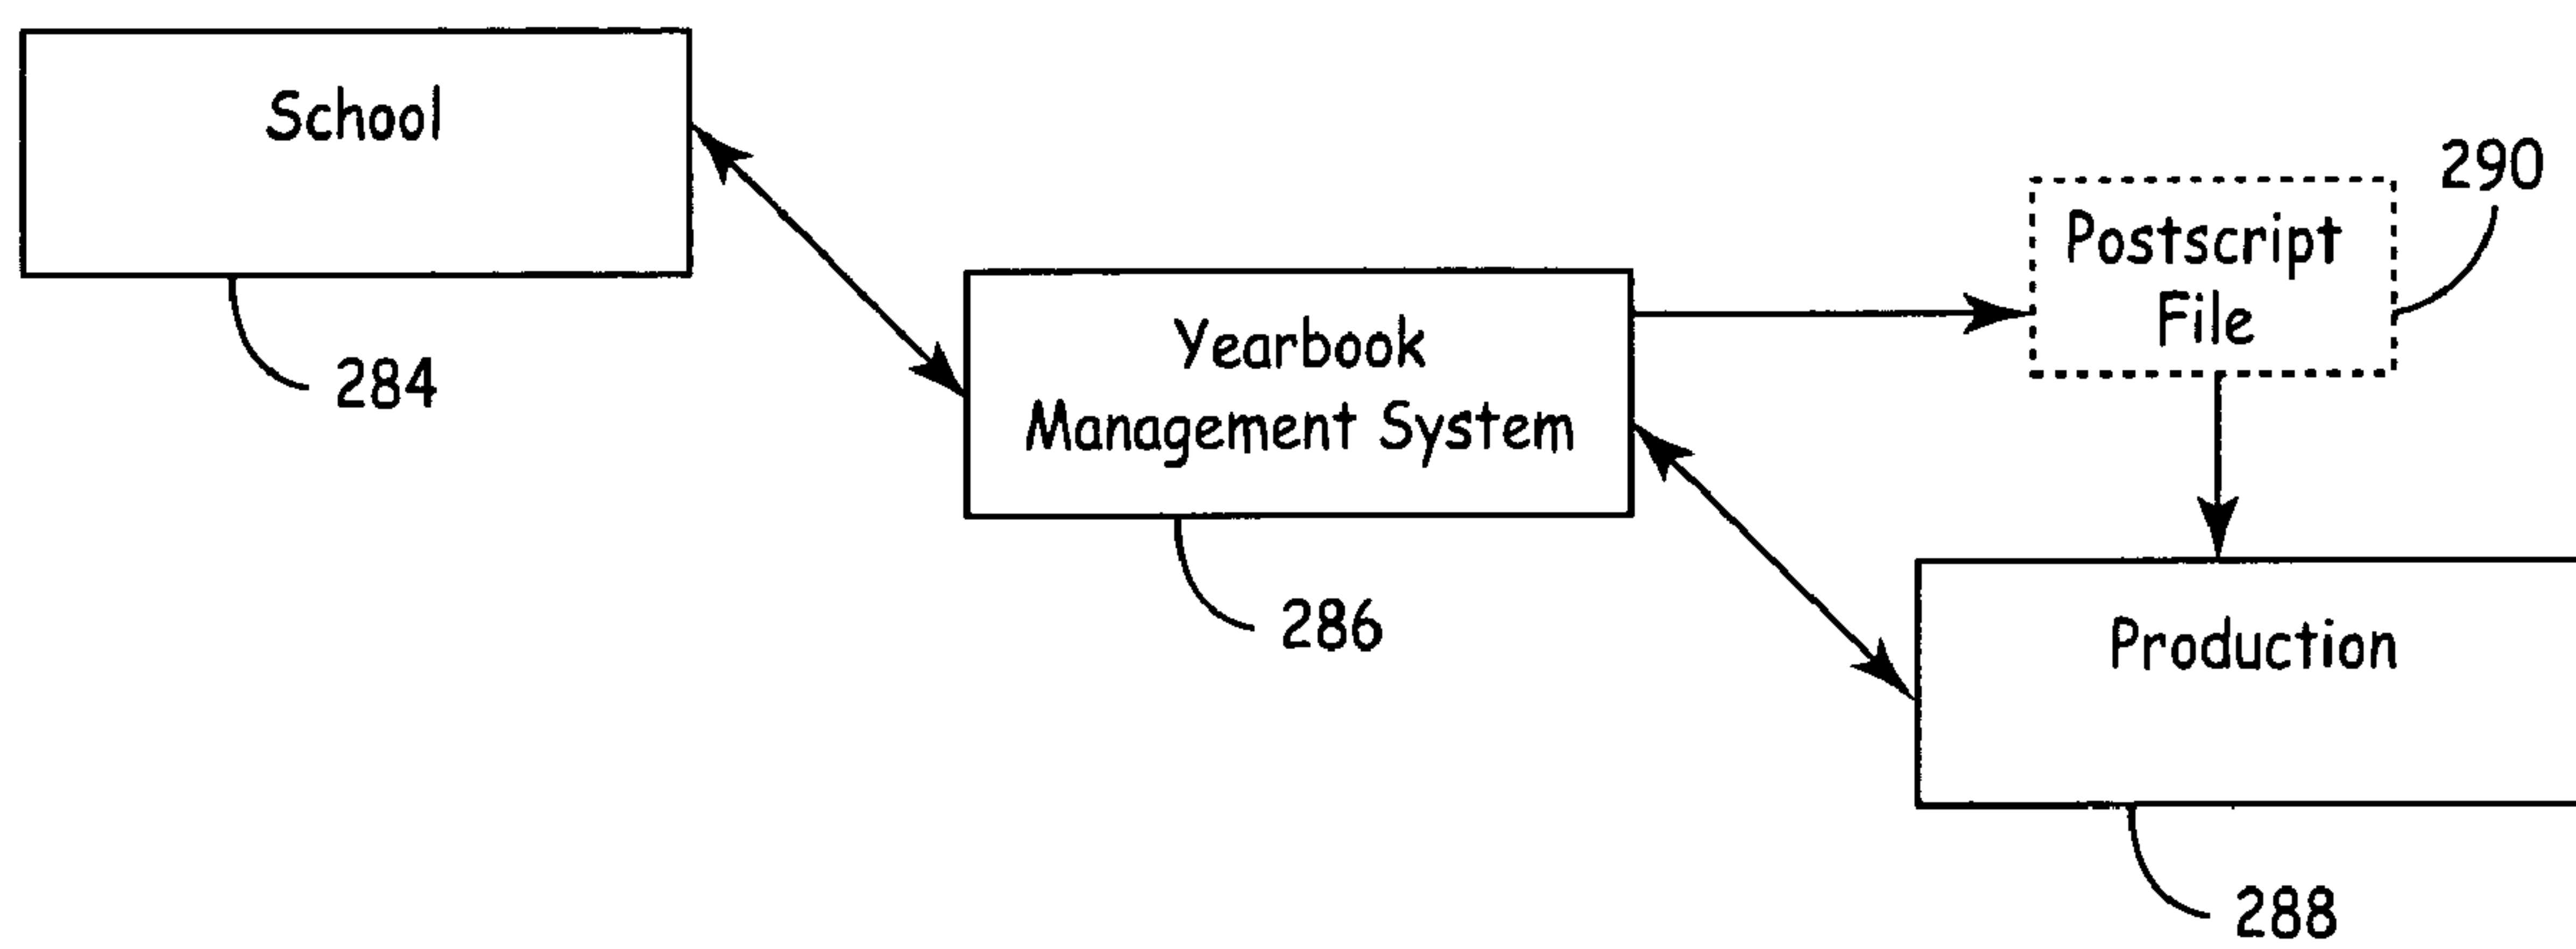 School
284
Yearbook
Management System
286
Postscript
File
290
Production
288